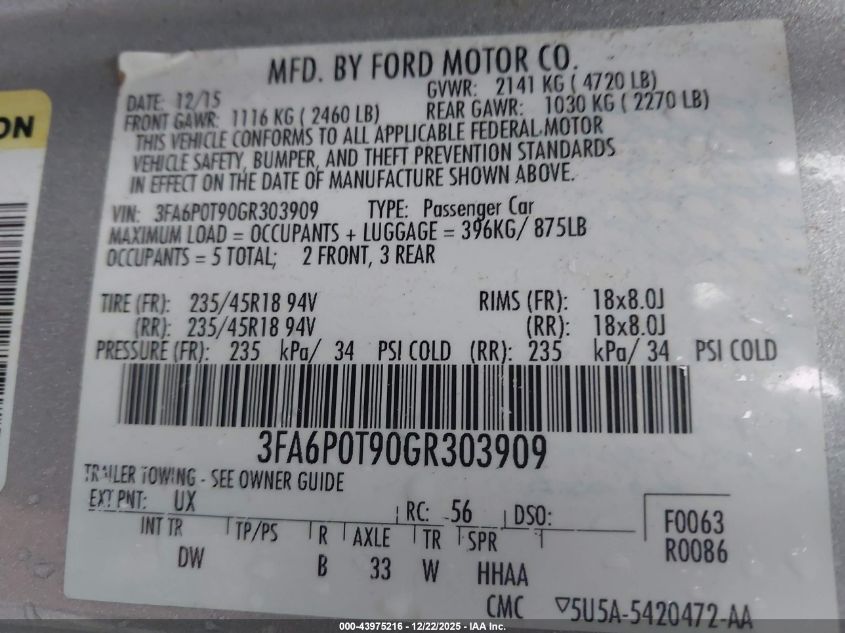 MFD. BY FORD MOTOR CO.
DATE: 12/15 GVWR: 2141 KG ( 4720 LB)
FRONT GAWR: 1116 KG ( 2460 LB) REAR GAWR: 1030 KG ( 2270 LB)
THIS VEHICLE CONFORMS TO ALL APPLICABLE FEDERAL MOTOR
VEHICLE SAFETY, BUMPER, AND THEFT PREVENTION STANDARDS
IN EFFECT ON THE DATE OF MANUFACTURE SHOWN ABOVE.
VIN: 3FA6P0T90GR303909 TYPE: Passenger Car
MAXIMUM LOAD = OCCUPANTS + LUGGAGE = 396KG/ 875LB
OCCUPANTS = 5 TOTAL; 2 FRONT, 3 REAR
TIRE (FR): 235/45R18 94V RIMS (FR): 18x8.0J
(RR): 235/45R18 94V (RR): 18x8.0J
PRESSURE (FR): 235 kPa/ 34 PSI COLD (RR): 235 kPa/ 34 PSI COLD
3FA6P0T90GR303909
TRAILER TOWING - SEE OWNER GUIDE
EXT PNT: UX RC: 56 DSO: F0063
INT TR TP/PS R AXLE TR SPR R0086
DW B 33 W HHAA
CMC ▽5U5A-5420472-AA
ON
000-43975216 - 12/22/2025 - IAA Inc.